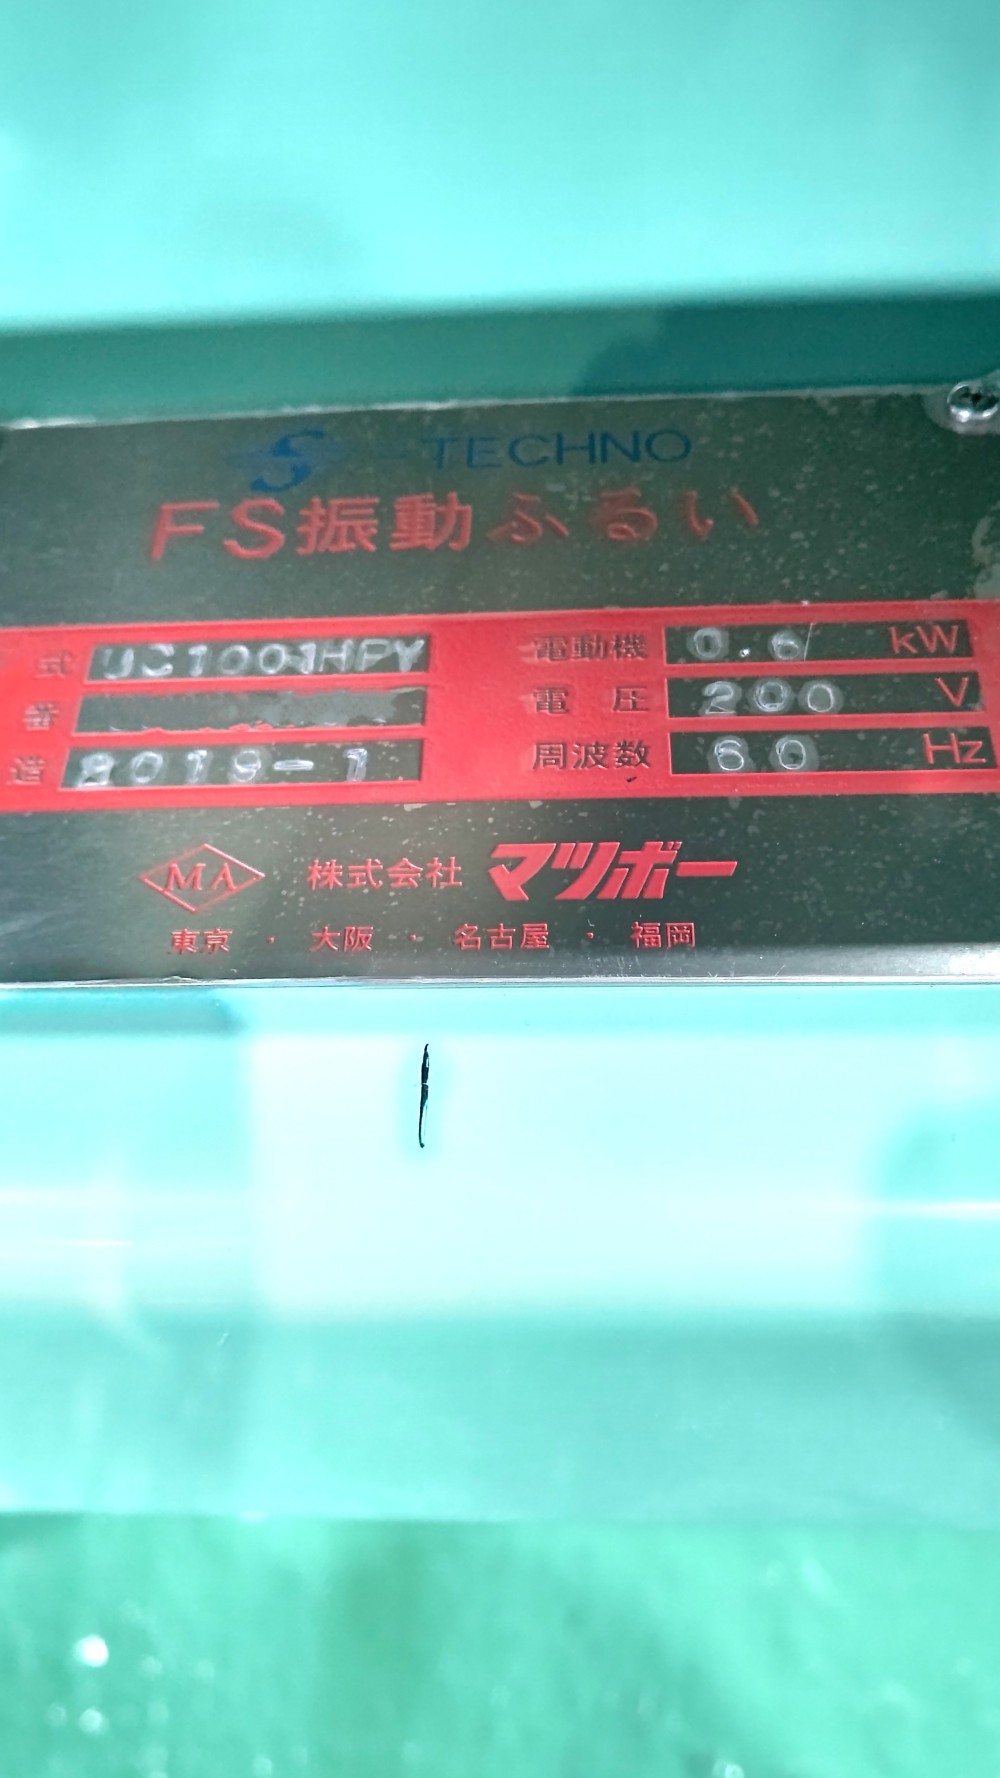 S-TECHNO
FS振動ふるい
式 UC1001HPY 電動機 0.6 kW
番 電圧 200 V
造 2019-1 周波数 60 Hz
MA 株式会社 マツボー
東京・大阪・名古屋・福岡